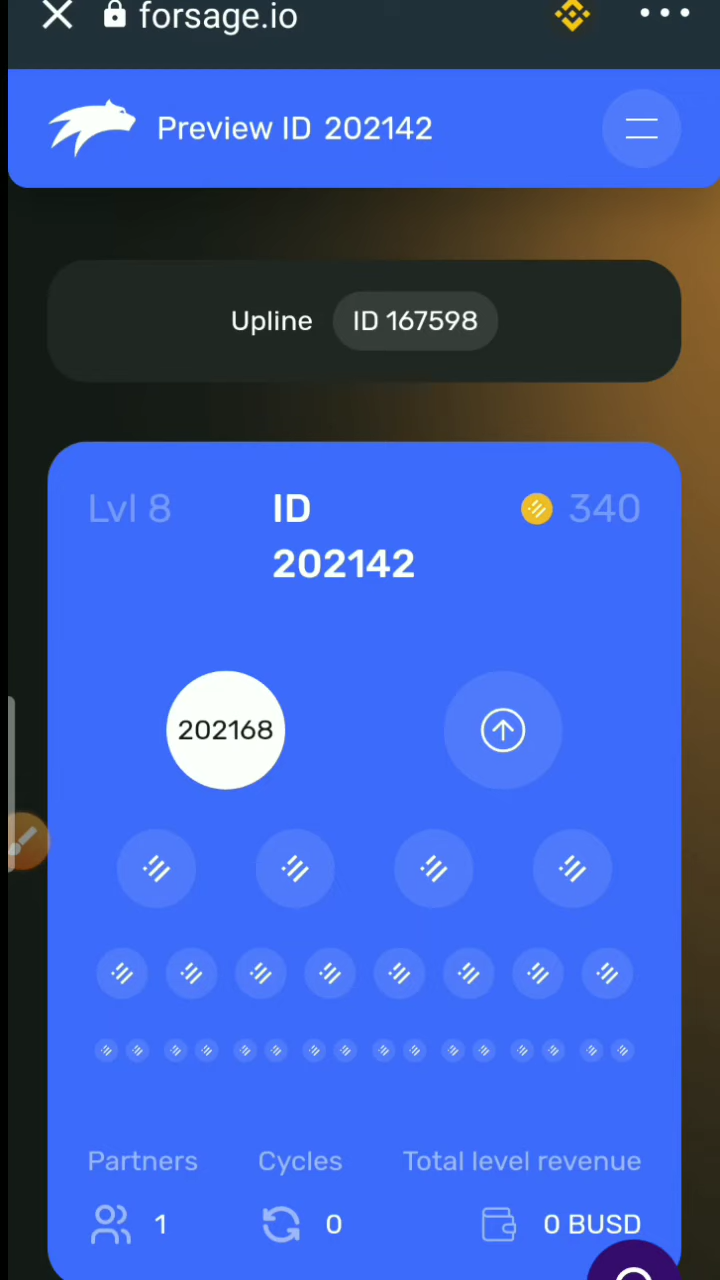 forsage.io
Preview ID 202142
Upline ID 167598
Lvl 8 ID 202142 340
202168
Partners Cycles Total level revenue
1 0 0 BUSD